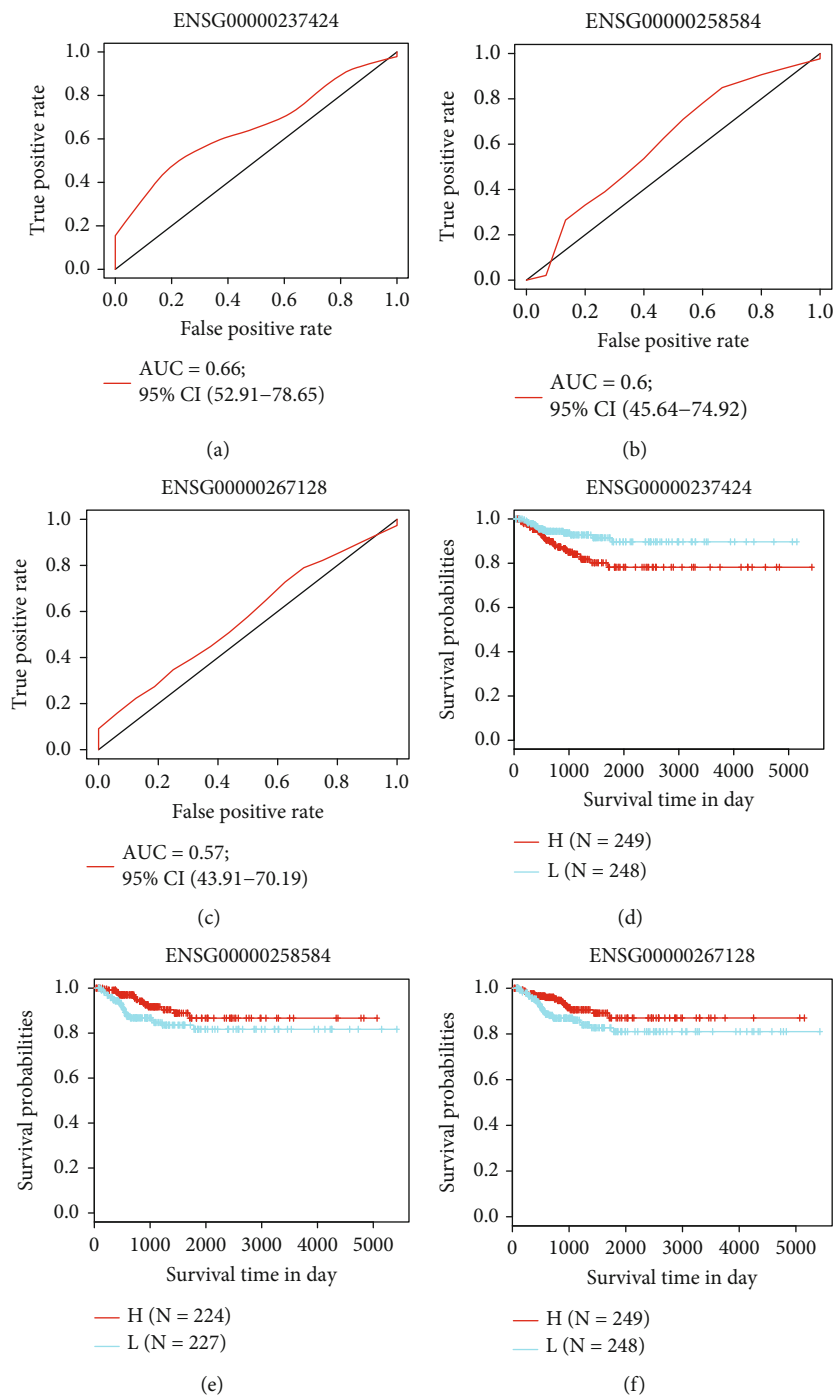 ENSG00000237424
True positive rate
1.0
0.8
0.6
0.4
0.2
0.0
0.0 0.2 0.4 0.6 0.8 1.0
False positive rate
AUC = 0.66;
95% CI (52.91–78.65)
(a)
ENSG00000258584
True positive rate
1.0
0.8
0.6
0.4
0.2
0.0
0.0 0.2 0.4 0.6 0.8 1.0
False positive rate
AUC = 0.6;
95% CI (45.64–74.92)
(b)
ENSG00000267128
True positive rate
1.0
0.8
0.6
0.4
0.2
0.0
0.0 0.2 0.4 0.6 0.8 1.0
False positive rate
AUC = 0.57;
95% CI (43.91–70.19)
(c)
ENSG00000237424
Survival probabilities
1.0
0.8
0.6
0.4
0.2
0.0
0 1000 2000 3000 4000 5000
Survival time in day
H (N = 249)
L (N = 248)
(d)
ENSG00000258584
Survival probabilities
1.0
0.8
0.6
0.4
0.2
0.0
0 1000 2000 3000 4000 5000
Survival time in day
H (N = 224)
L (N = 227)
(e)
ENSG00000267128
Survival probabilities
1.0
0.8
0.6
0.4
0.2
0.0
0 1000 2000 3000 4000 5000
Survival time in day
H (N = 249)
L (N = 248)
(f)